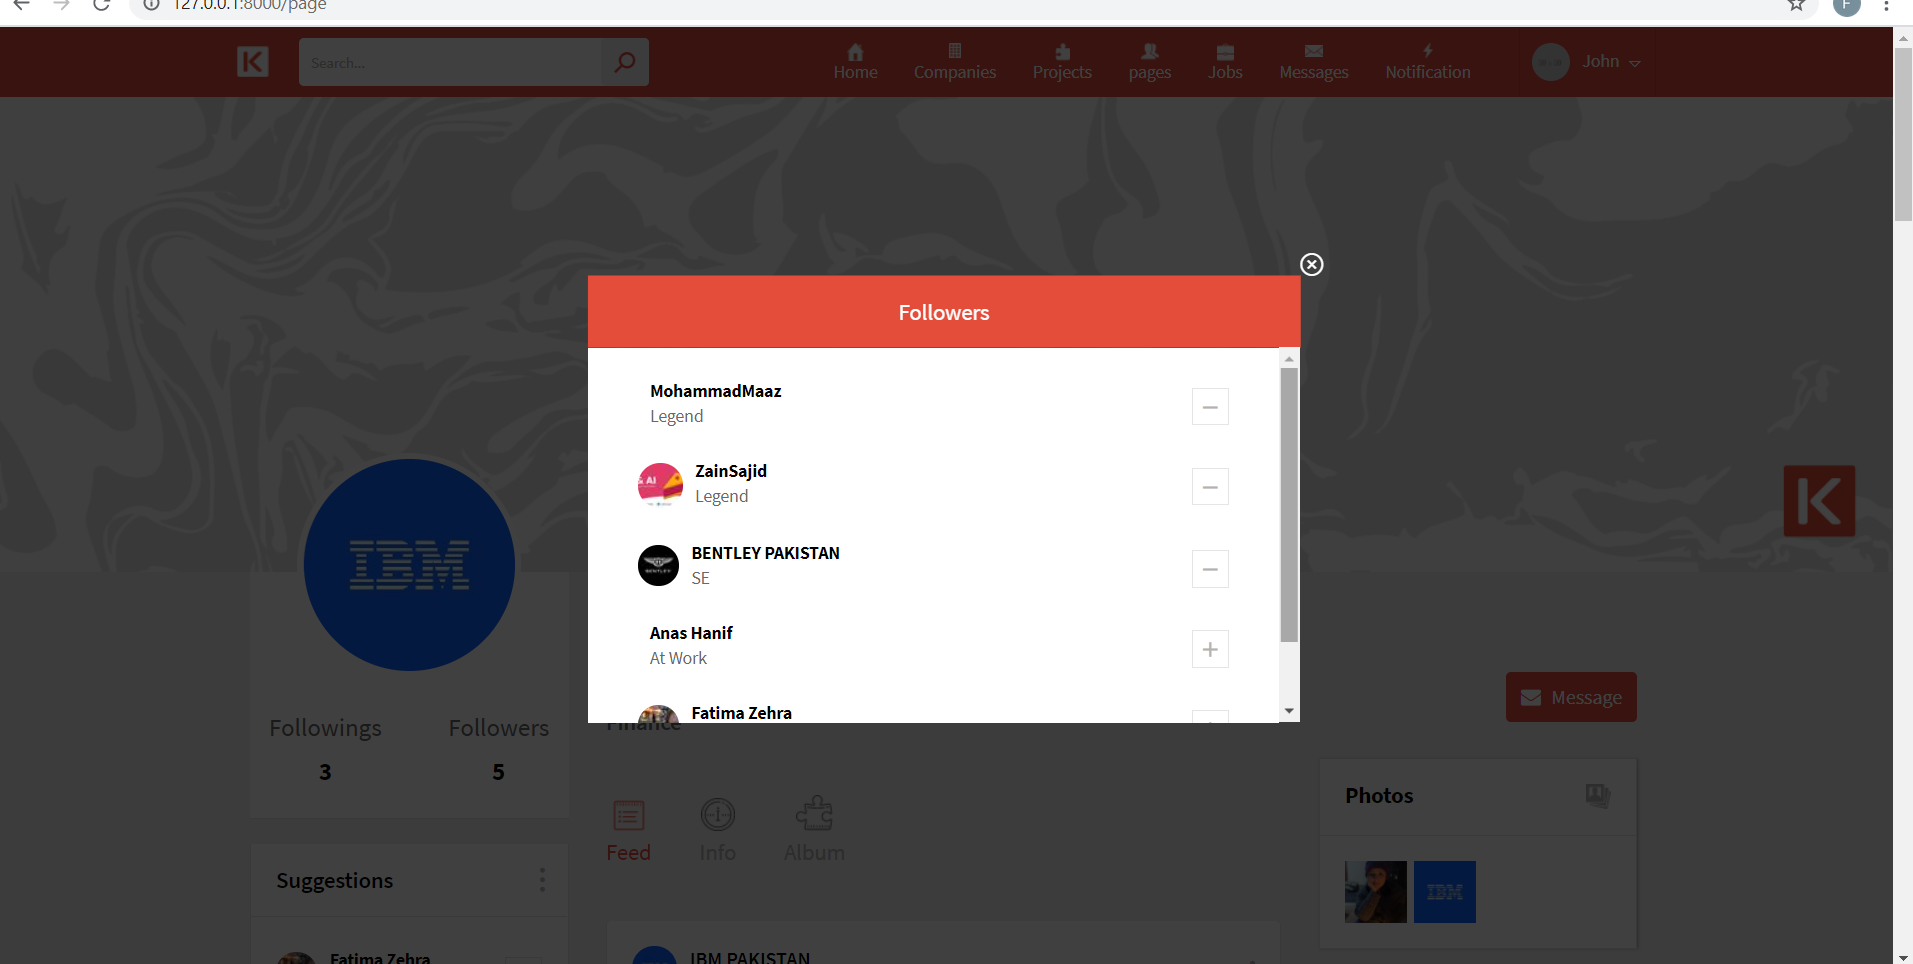 127.0.0.1:8000/page
F
K
Search...
Home
Companies
Projects
pages
Jobs
Messages
Notification
John
Followers
MohammadMaaz
Legend
ZainSajid
Legend
BENTLEY PAKISTAN
SE
Anas Hanif
At Work
Fatima Zehra
K
IBM
Followings
3
Followers
5
Finance
Message
Feed
Info
Album
Photos
IBM
Suggestions
Fatima Zehra
IBM PAKISTAN